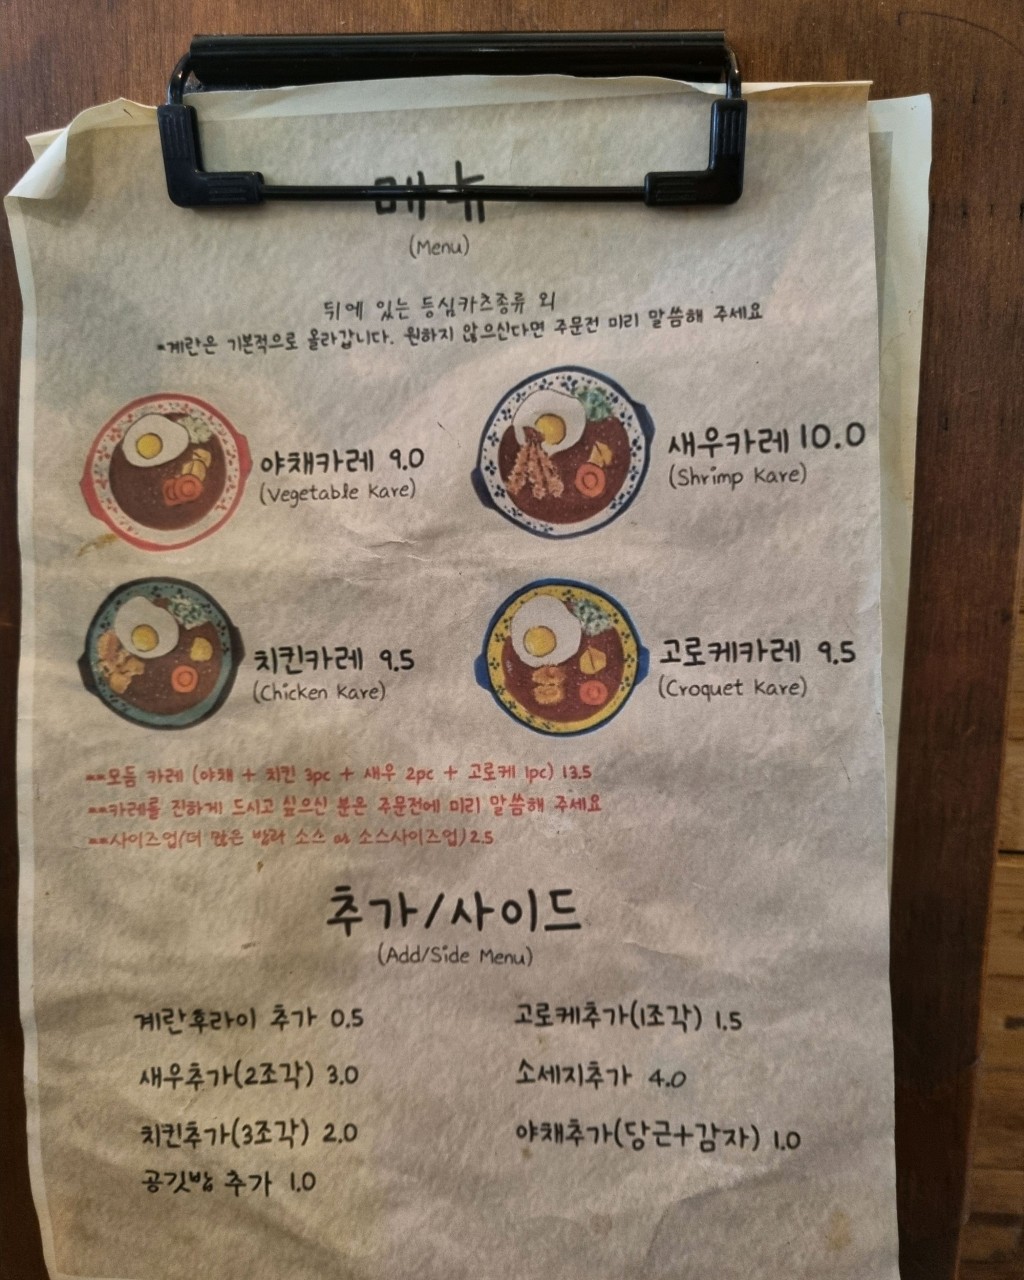 메뉴
(Menu)
뒤에 있는 등심카츠종류 외
*계란은 기본적으로 올라갑니다. 원하지 않으신다면 주문전 미리 말씀해 주세요
야채카레 9.0
(Vegetable Kare)
새우카레 10.0
(Shrimp Kare)
치킨카레 9.5
(Chicken Kare)
고로케카레 9.5
(Croquet Kare)
**모듬 카레 (야채 + 치킨 3pc + 새우 2pc + 고로케 1pc) 13.5
**카레를 진하게 드시고 싶으신 분은 주문전에 미리 말씀해 주세요
**사이즈업(더 많은 밥과 소스 as 소스사이즈업) 2.5
추가/사이드
(Add/Side Menu)
계란후라이 추가 0.5
고로케추가(1조각) 1.5
새우추가(2조각) 3.0
소세지추가 4.0
치킨추가(3조각) 2.0
야채추가(당근+감자) 1.0
공깃밥 추가 1.0